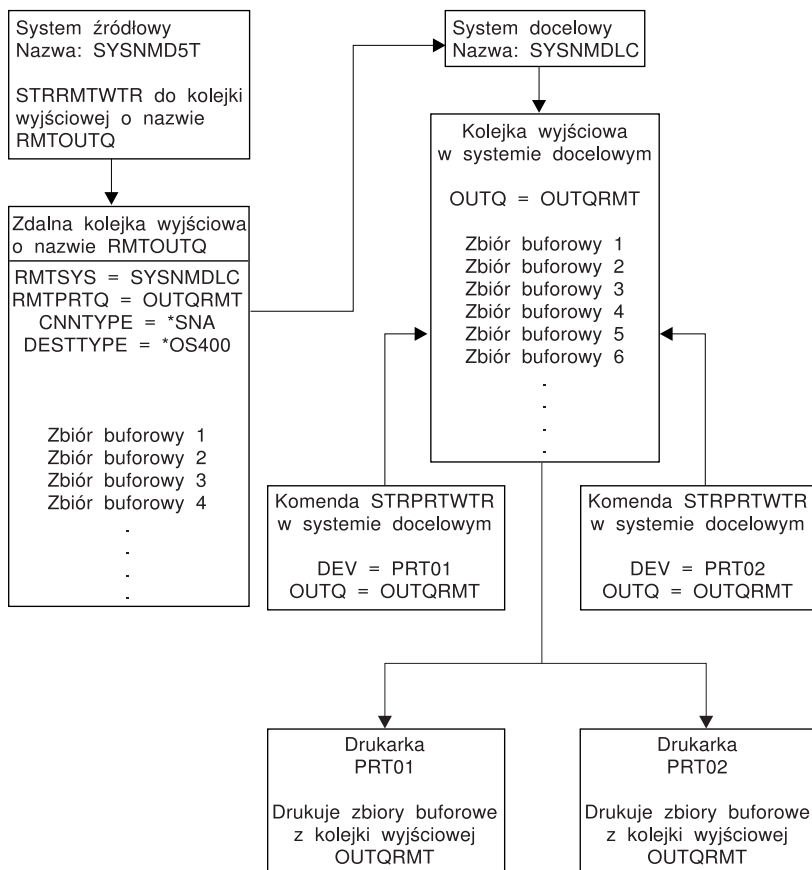 System źródłowy
Nazwa: SYSNMD5T
STRRMTWTR do kolejki
wyjściowej o nazwie
RMTOUTQ
System docelowy
Nazwa: SYSNMDLC
Zdalna kolejka wyjściowa
o nazwie RMTOUTQ
RMTSYS = SYSNMDLC
RMTPRTQ = OUTQRMT
CNNTYPE = *SNA
DESTTYPE = *OS400
Zbiór buforowy 1
Zbiór buforowy 2
Zbiór buforowy 3
Zbiór buforowy 4
.
.
.
.
Kolejka wyjściowa
w systemie docelowym
OUTQ = OUTQRMT
Zbiór buforowy 1
Zbiór buforowy 2
Zbiór buforowy 3
Zbiór buforowy 4
Zbiór buforowy 5
Zbiór buforowy 6
.
.
.
.
Komenda STRPRTWTR
w systemie docelowym
DEV = PRT01
OUTQ = OUTQRMT
Komenda STRPRTWTR
w systemie docelowym
DEV = PRT02
OUTQ = OUTQRMT
Drukarka
PRT01
Drukuje zbiory buforowe
z kolejki wyjściowej
OUTQRMT
Drukarka
PRT02
Drukuje zbiory buforowe
z kolejki wyjściowej
OUTQRMT